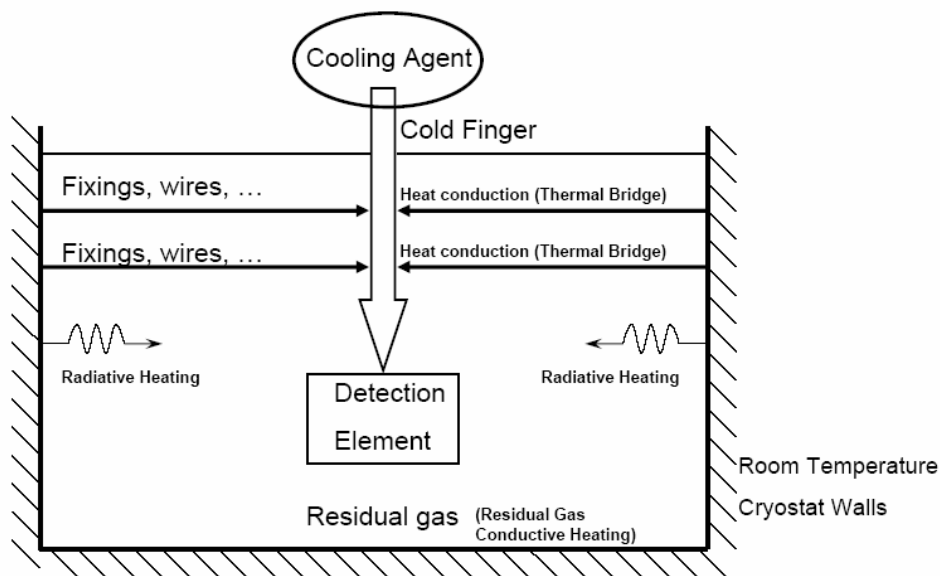 Cooling Agent
Cold Finger
Fixings, wires, …
Heat conduction (Thermal Bridge)
Fixings, wires, …
Heat conduction (Thermal Bridge)
Radiative Heating
Radiative Heating
Detection
Element
Room Temperature
Cryostat Walls
Residual gas (Residual Gas
Conductive Heating)